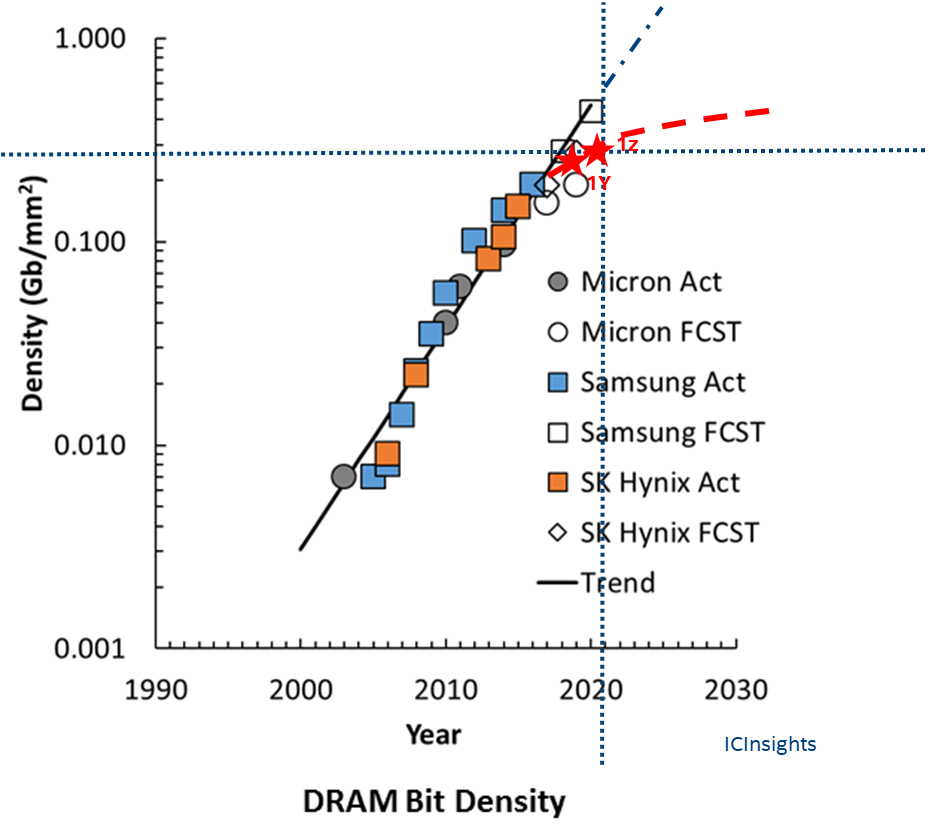 1.000
1z
1Y
Density (Gb/mm²)
0.100
Micron Act
Micron FCST
Samsung Act
Samsung FCST
0.010
SK Hynix Act
SK Hynix FCST
Trend
0.001
1990
2000
2010
2020
2030
Year
ICInsights
DRAM Bit Density